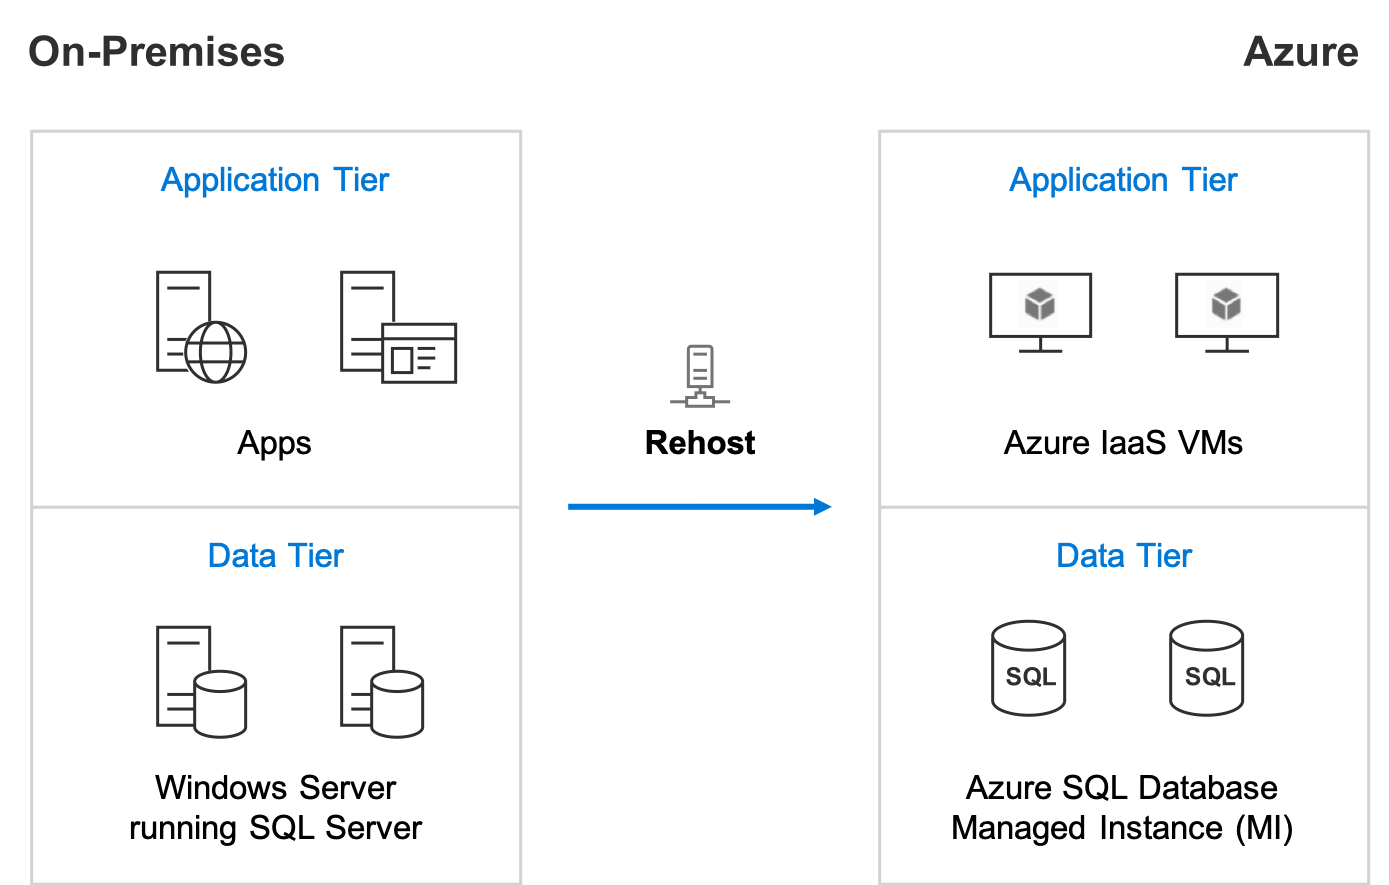 On-Premises
Azure
Application Tier
Apps
Data Tier
Windows Server
running SQL Server
Rehost
Application Tier
Azure IaaS VMs
Data Tier
SQL
SQL
Azure SQL Database
Managed Instance (MI)